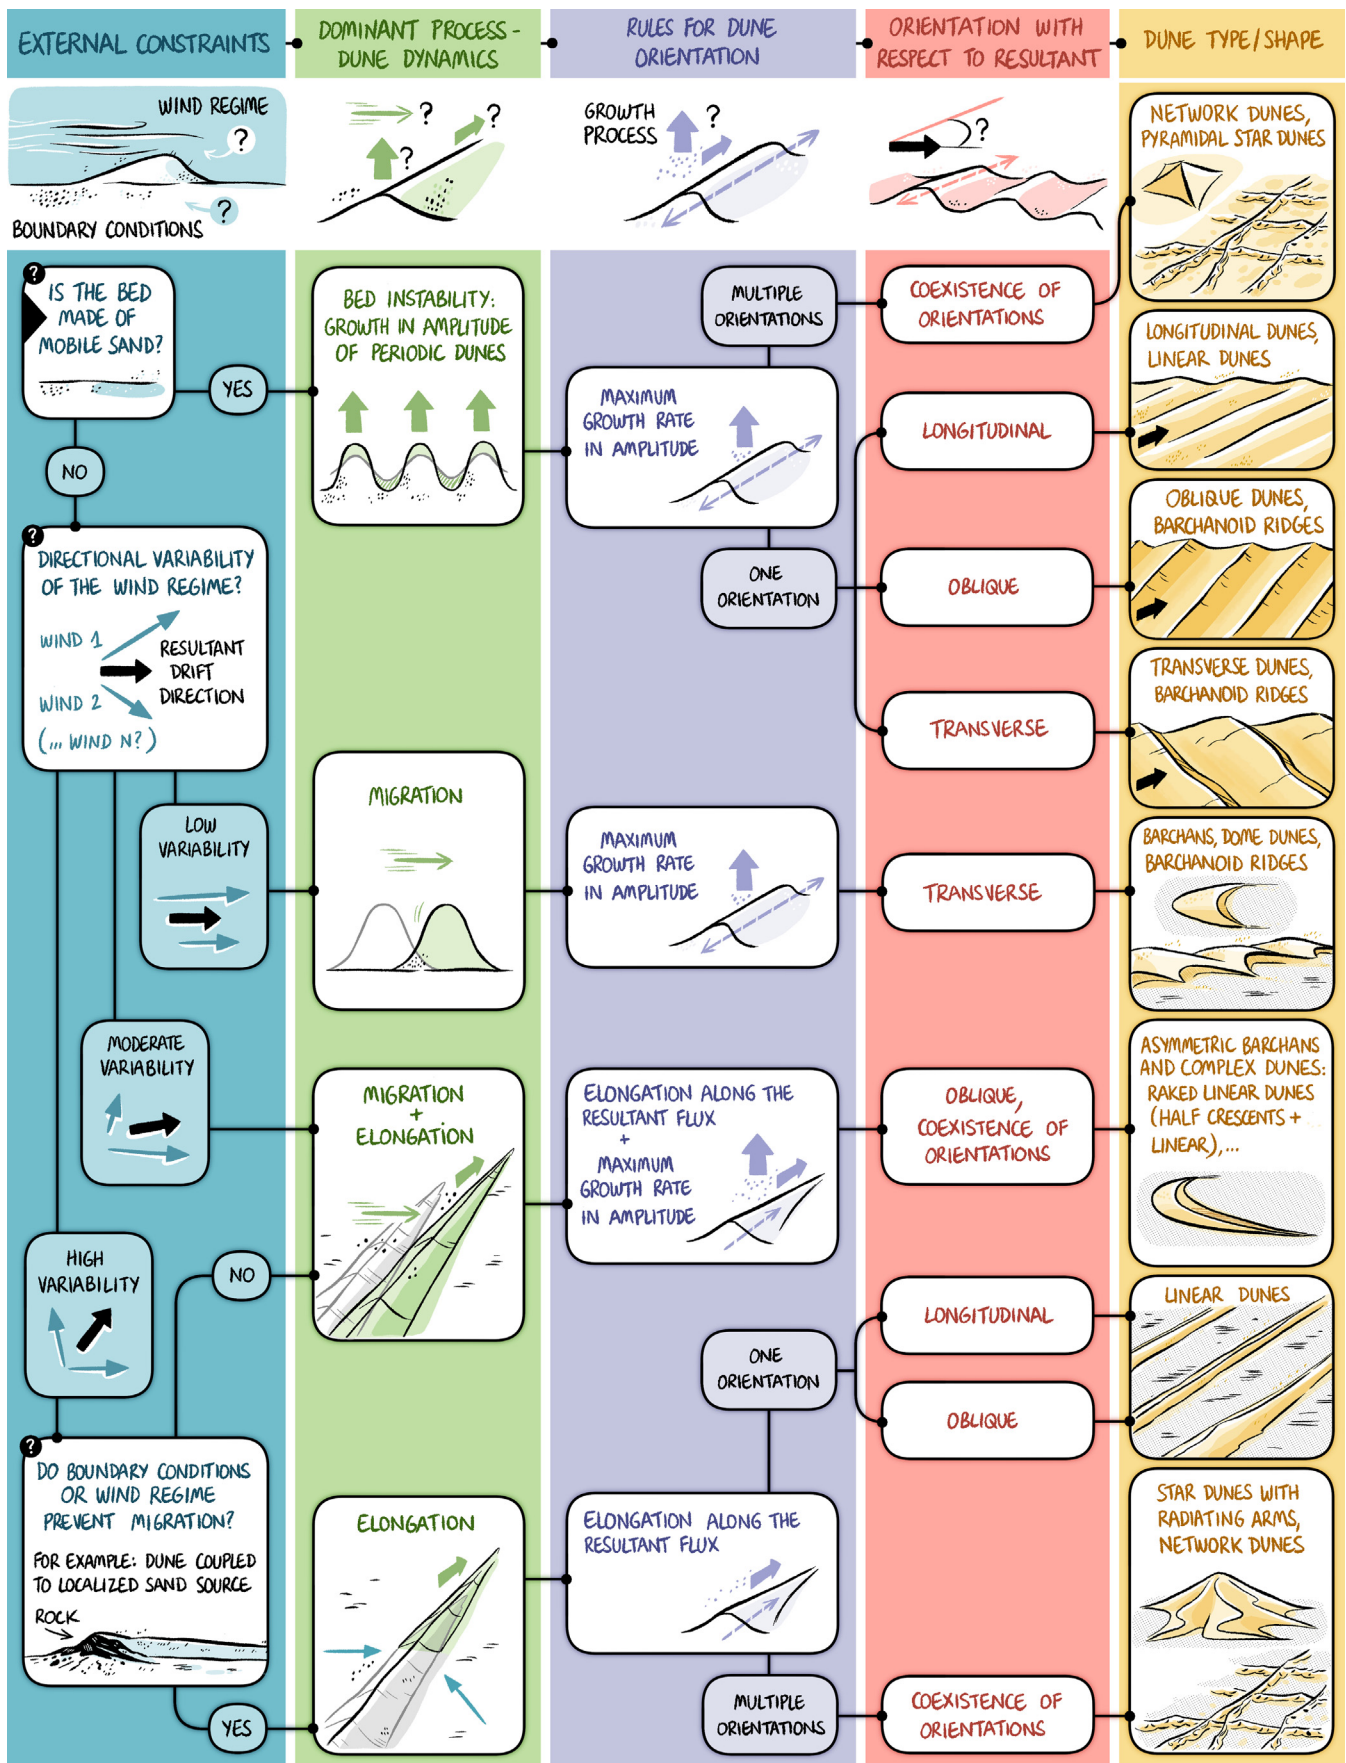 EXTERNAL CONSTRAINTS
DOMINANT PROCESS -
DUNE DYNAMICS
RULES FOR DUNE
ORIENTATION
ORIENTATION WITH
RESPECT TO RESULTANT
DUNE TYPE/SHAPE
WIND REGIME
?
?
BOUNDARY CONDITIONS
?
?
?
GROWTH
PROCESS
?
?
NETWORK DUNES,
PYRAMIDAL STAR DUNES
?
IS THE BED
MADE OF
MOBILE SAND?
YES
NO
BED INSTABILITY:
GROWTH IN AMPLITUDE
OF PERIODIC DUNES
MULTIPLE
ORIENTATIONS
MAXIMUM
GROWTH RATE
IN AMPLITUDE
ONE
ORIENTATION
COEXISTENCE OF
ORIENTATIONS
LONGITUDINAL
OBLIQUE
TRANSVERSE
LONGITUDINAL DUNES,
LINEAR DUNES
OBLIQUE DUNES,
BARCHANOID RIDGES
TRANSVERSE DUNES,
BARCHANOID RIDGES
?
DIRECTIONAL VARIABILITY
OF THE WIND REGIME?
WIND 1
RESULTANT
DRIFT
DIRECTION
WIND 2
(... WIND N?)
LOW
VARIABILITY
MIGRATION
MAXIMUM
GROWTH RATE
IN AMPLITUDE
TRANSVERSE
BARCHANS, DOME DUNES,
BARCHANOID RIDGES
MODERATE
VARIABILITY
MIGRATION
+
ELONGATION
ELONGATION ALONG THE
RESULTANT FLUX
+
MAXIMUM
GROWTH RATE
IN AMPLITUDE
OBLIQUE,
COEXISTENCE OF
ORIENTATIONS
ASYMMETRIC BARCHANS
AND COMPLEX DUNES:
RAKED LINEAR DUNES
(HALF CRESCENTS +
LINEAR), ...
HIGH
VARIABILITY
NO
?
DO BOUNDARY CONDITIONS
OR WIND REGIME
PREVENT MIGRATION?
FOR EXAMPLE: DUNE COUPLED
TO LOCALIZED SAND SOURCE
ROCK
YES
ELONGATION
ONE
ORIENTATION
ELONGATION ALONG THE
RESULTANT FLUX
MULTIPLE
ORIENTATIONS
LONGITUDINAL
OBLIQUE
COEXISTENCE OF
ORIENTATIONS
LINEAR DUNES
STAR DUNES WITH
RADIATING ARMS,
NETWORK DUNES